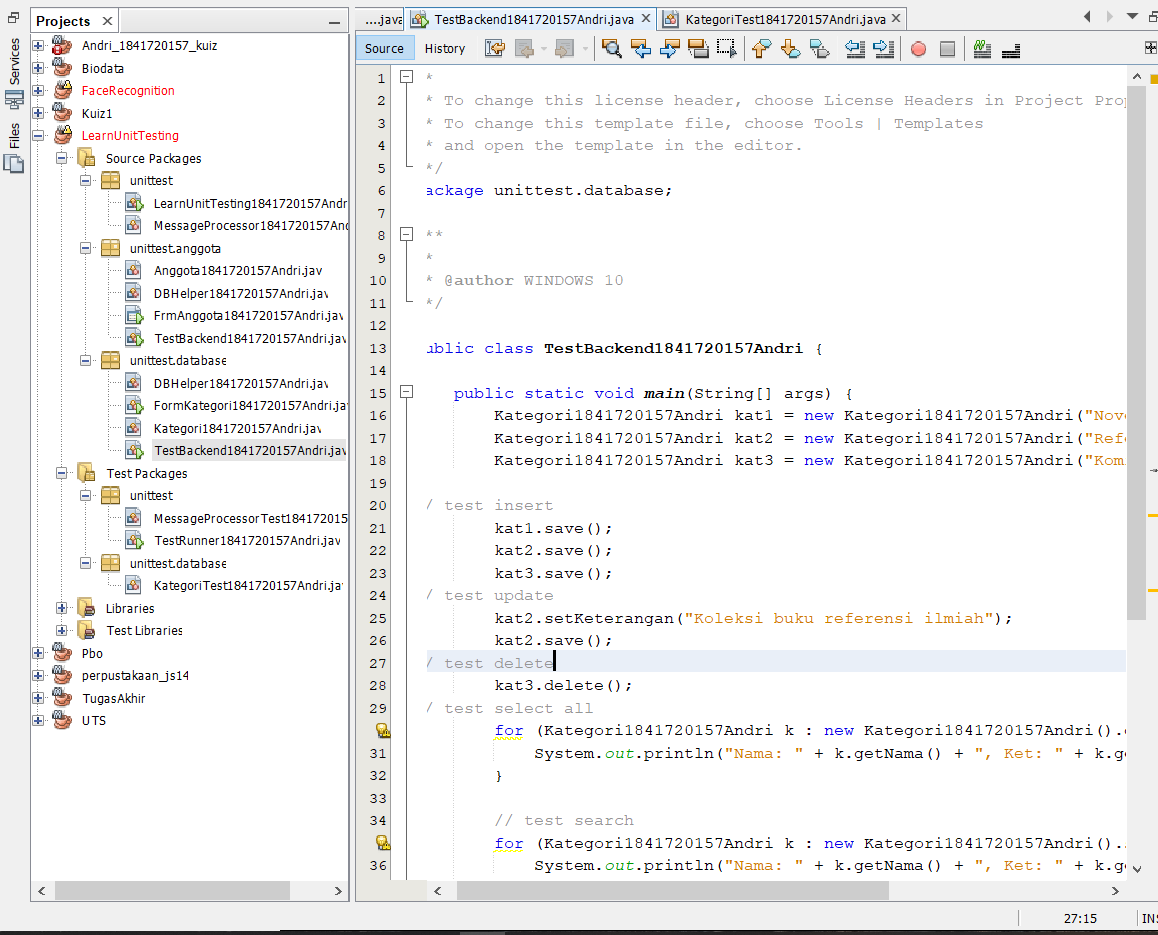 Services
Files
Projects
Andri_1841720157_kuiz
Biodata
FaceRecognition
Kuiz1
LearnUnitTesting
Source Packages
unittest
LearnUnitTesting1841720157Andr
MessageProcessor1841720157And
unittest.anggota
Anggota1841720157Andri.jav
DBHelper1841720157Andri.jav
FrmAnggota1841720157Andri.jav
TestBackend1841720157Andri.jav
unittest.database
DBHelper1841720157Andri.jav
FormKategori1841720157Andri.ja
Kategori1841720157Andri.jav
TestBackend1841720157Andri.jav
Test Packages
unittest
MessageProcessorTest184172015
TestRunner1841720157Andri.jav
unittest.database
KategoriTest1841720157Andri.ja
Libraries
Test Libraries
Pbo
perpustakaan_js14
TugasAkhir
UTS
....java TestBackend1841720157Andri.java KategoriTest1841720157Andri.java
Source History
1 *
2 * To change this license header, choose License Headers in Project Prop
3 * To change this template file, choose Tools | Templates
4 * and open the template in the editor.
5 */
6 ackage unittest.database;
7
8 **
9 *
10 * @author WINDOWS 10
11 */
12
13 ublic class TestBackend1841720157Andri {
14
15 public static void main(String[] args) {
16 Kategori1841720157Andri kat1 = new Kategori1841720157Andri("Nove
17 Kategori1841720157Andri kat2 = new Kategori1841720157Andri("Refe
18 Kategori1841720157Andri kat3 = new Kategori1841720157Andri("Kom
19
20 / test insert
21 kat1.save();
22 kat2.save();
23 kat3.save();
24 / test update
25 kat2.setKeterangan("Koleksi buku referensi ilmiah");
26 kat2.save();
27 / test delete
28 kat3.delete();
29 / test select all
for (Kategori1841720157Andri k : new Kategori1841720157Andri().
31 System.out.println("Nama: " + k.getNama() + ", Ket: " + k.ge
32 }
33
34 // test search
for (Kategori1841720157Andri k : new Kategori1841720157Andri().
36 System.out.println("Nama: " + k.getNama() + ", Ket: " + k.ge
27:15 INS